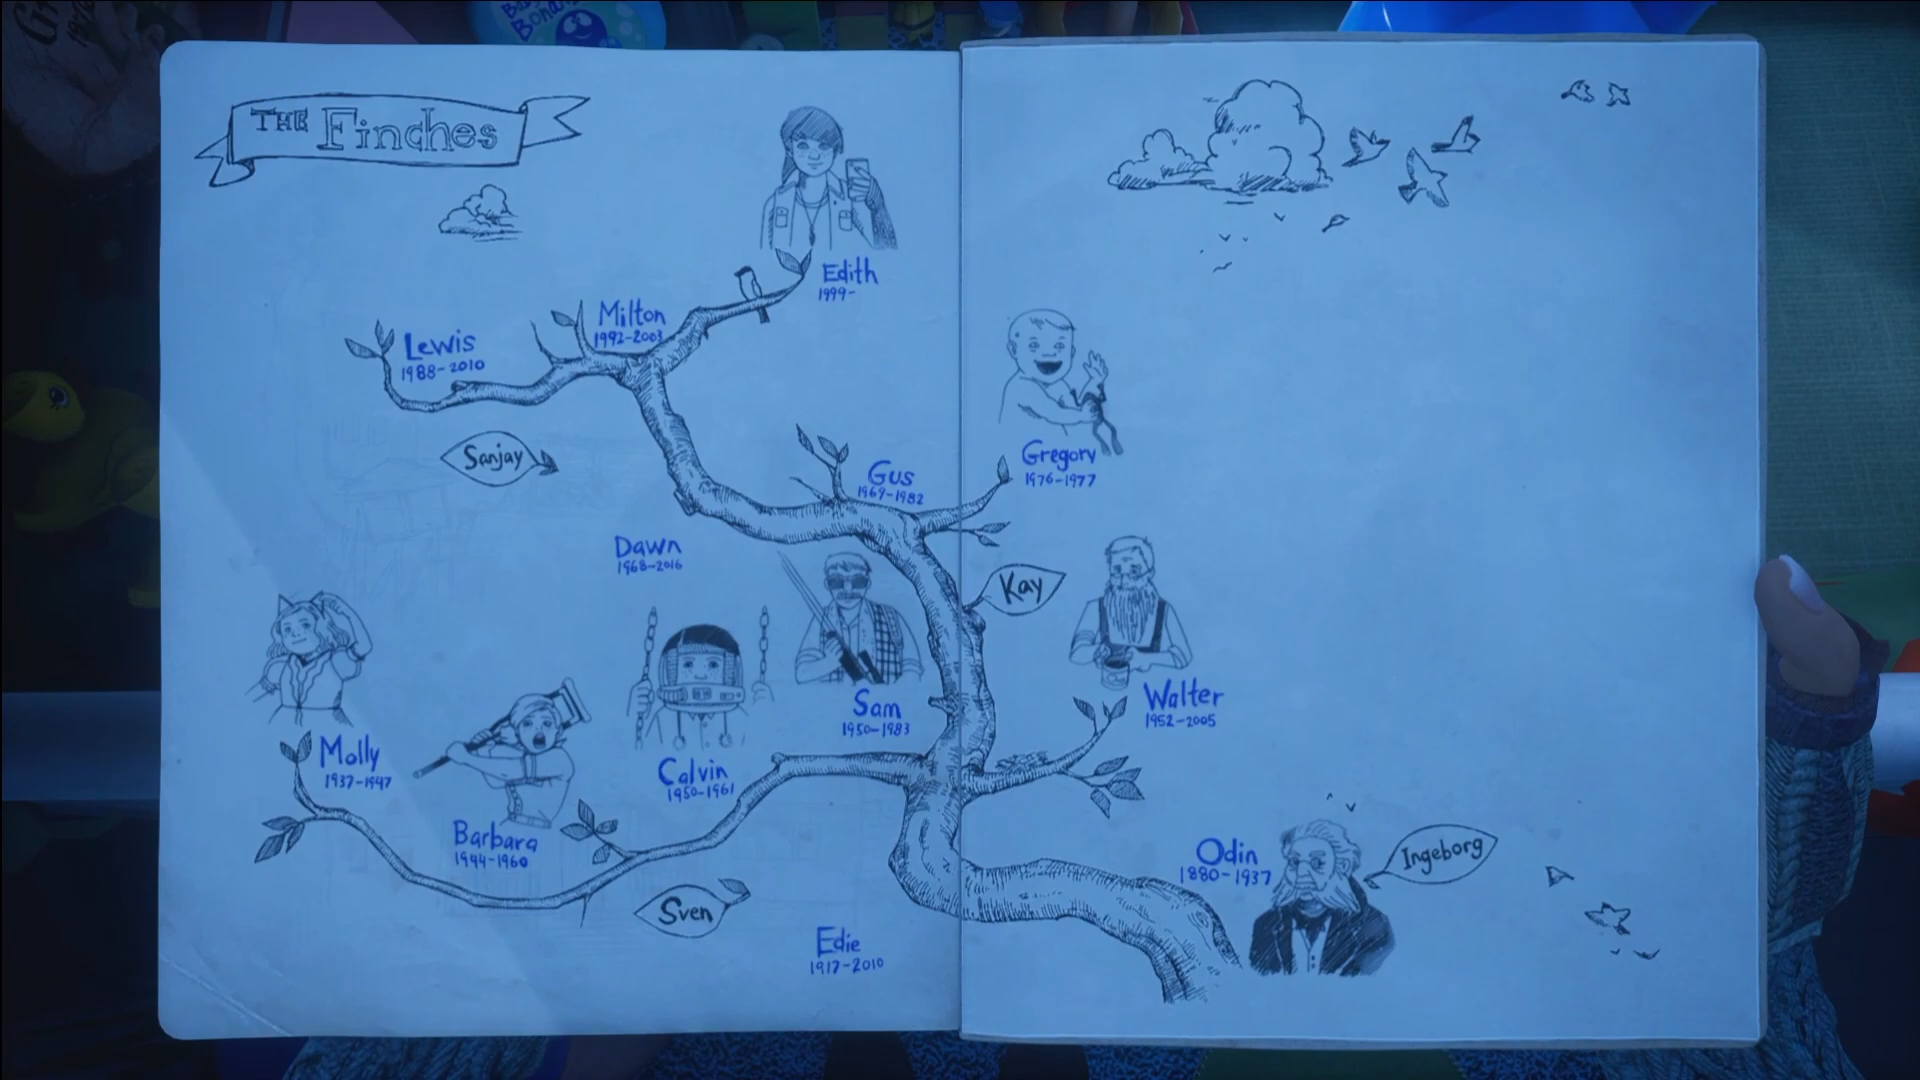 THE Finches
Edith
1999-
Milton
1992-2003
Lewis
1988-2010
Sanjay
Gregory
1976-1977
Gus
1969-1982
Dawn
1968-2016
Kay
Walter
1952-2005
Sam
1950-1983
Molly
1937-1947
Calvin
1950-1961
Barbara
1944-1960
Odin
1880-1937
Ingeborg
Sven
Edie
1917-2010